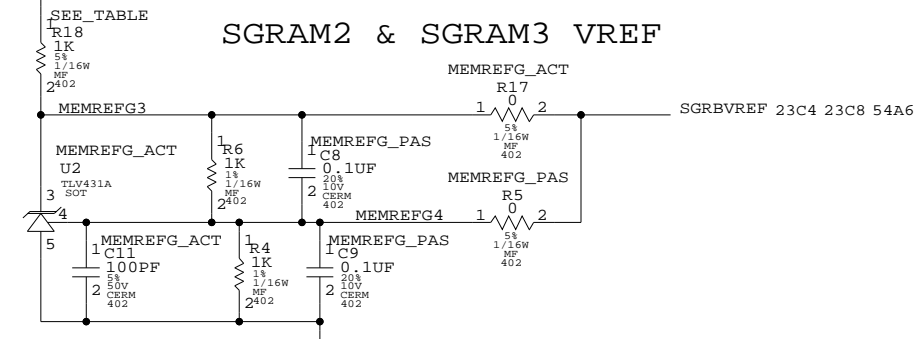 SEE_TABLE
1
R18
1K
5%
1/16W
MF
402
2
SGRAM2 & SGRAM3 VREF
MEMREFG_ACT
R17
1
0
2
5%
1/16W
MF
402
MEMREFG3
SGRBVREF 23C4 23C8 54A6
MEMREFG_ACT
U2
TLV431A
SOT
3
4
5
1
R6
1K
1%
1/16W
MF
402
2
MEMREFG_PAS
1
C8
0.1UF
20%
10V
CERM
402
2
MEMREFG_PAS
R5
1
0
2
5%
1/16W
MF
402
MEMREFG4
MEMREFG_ACT
1
C11
100PF
5%
50V
CERM
402
2
1
R4
1K
1%
1/16W
MF
402
2
MEMREFG_PAS
1
C9
0.1UF
20%
10V
CERM
402
2